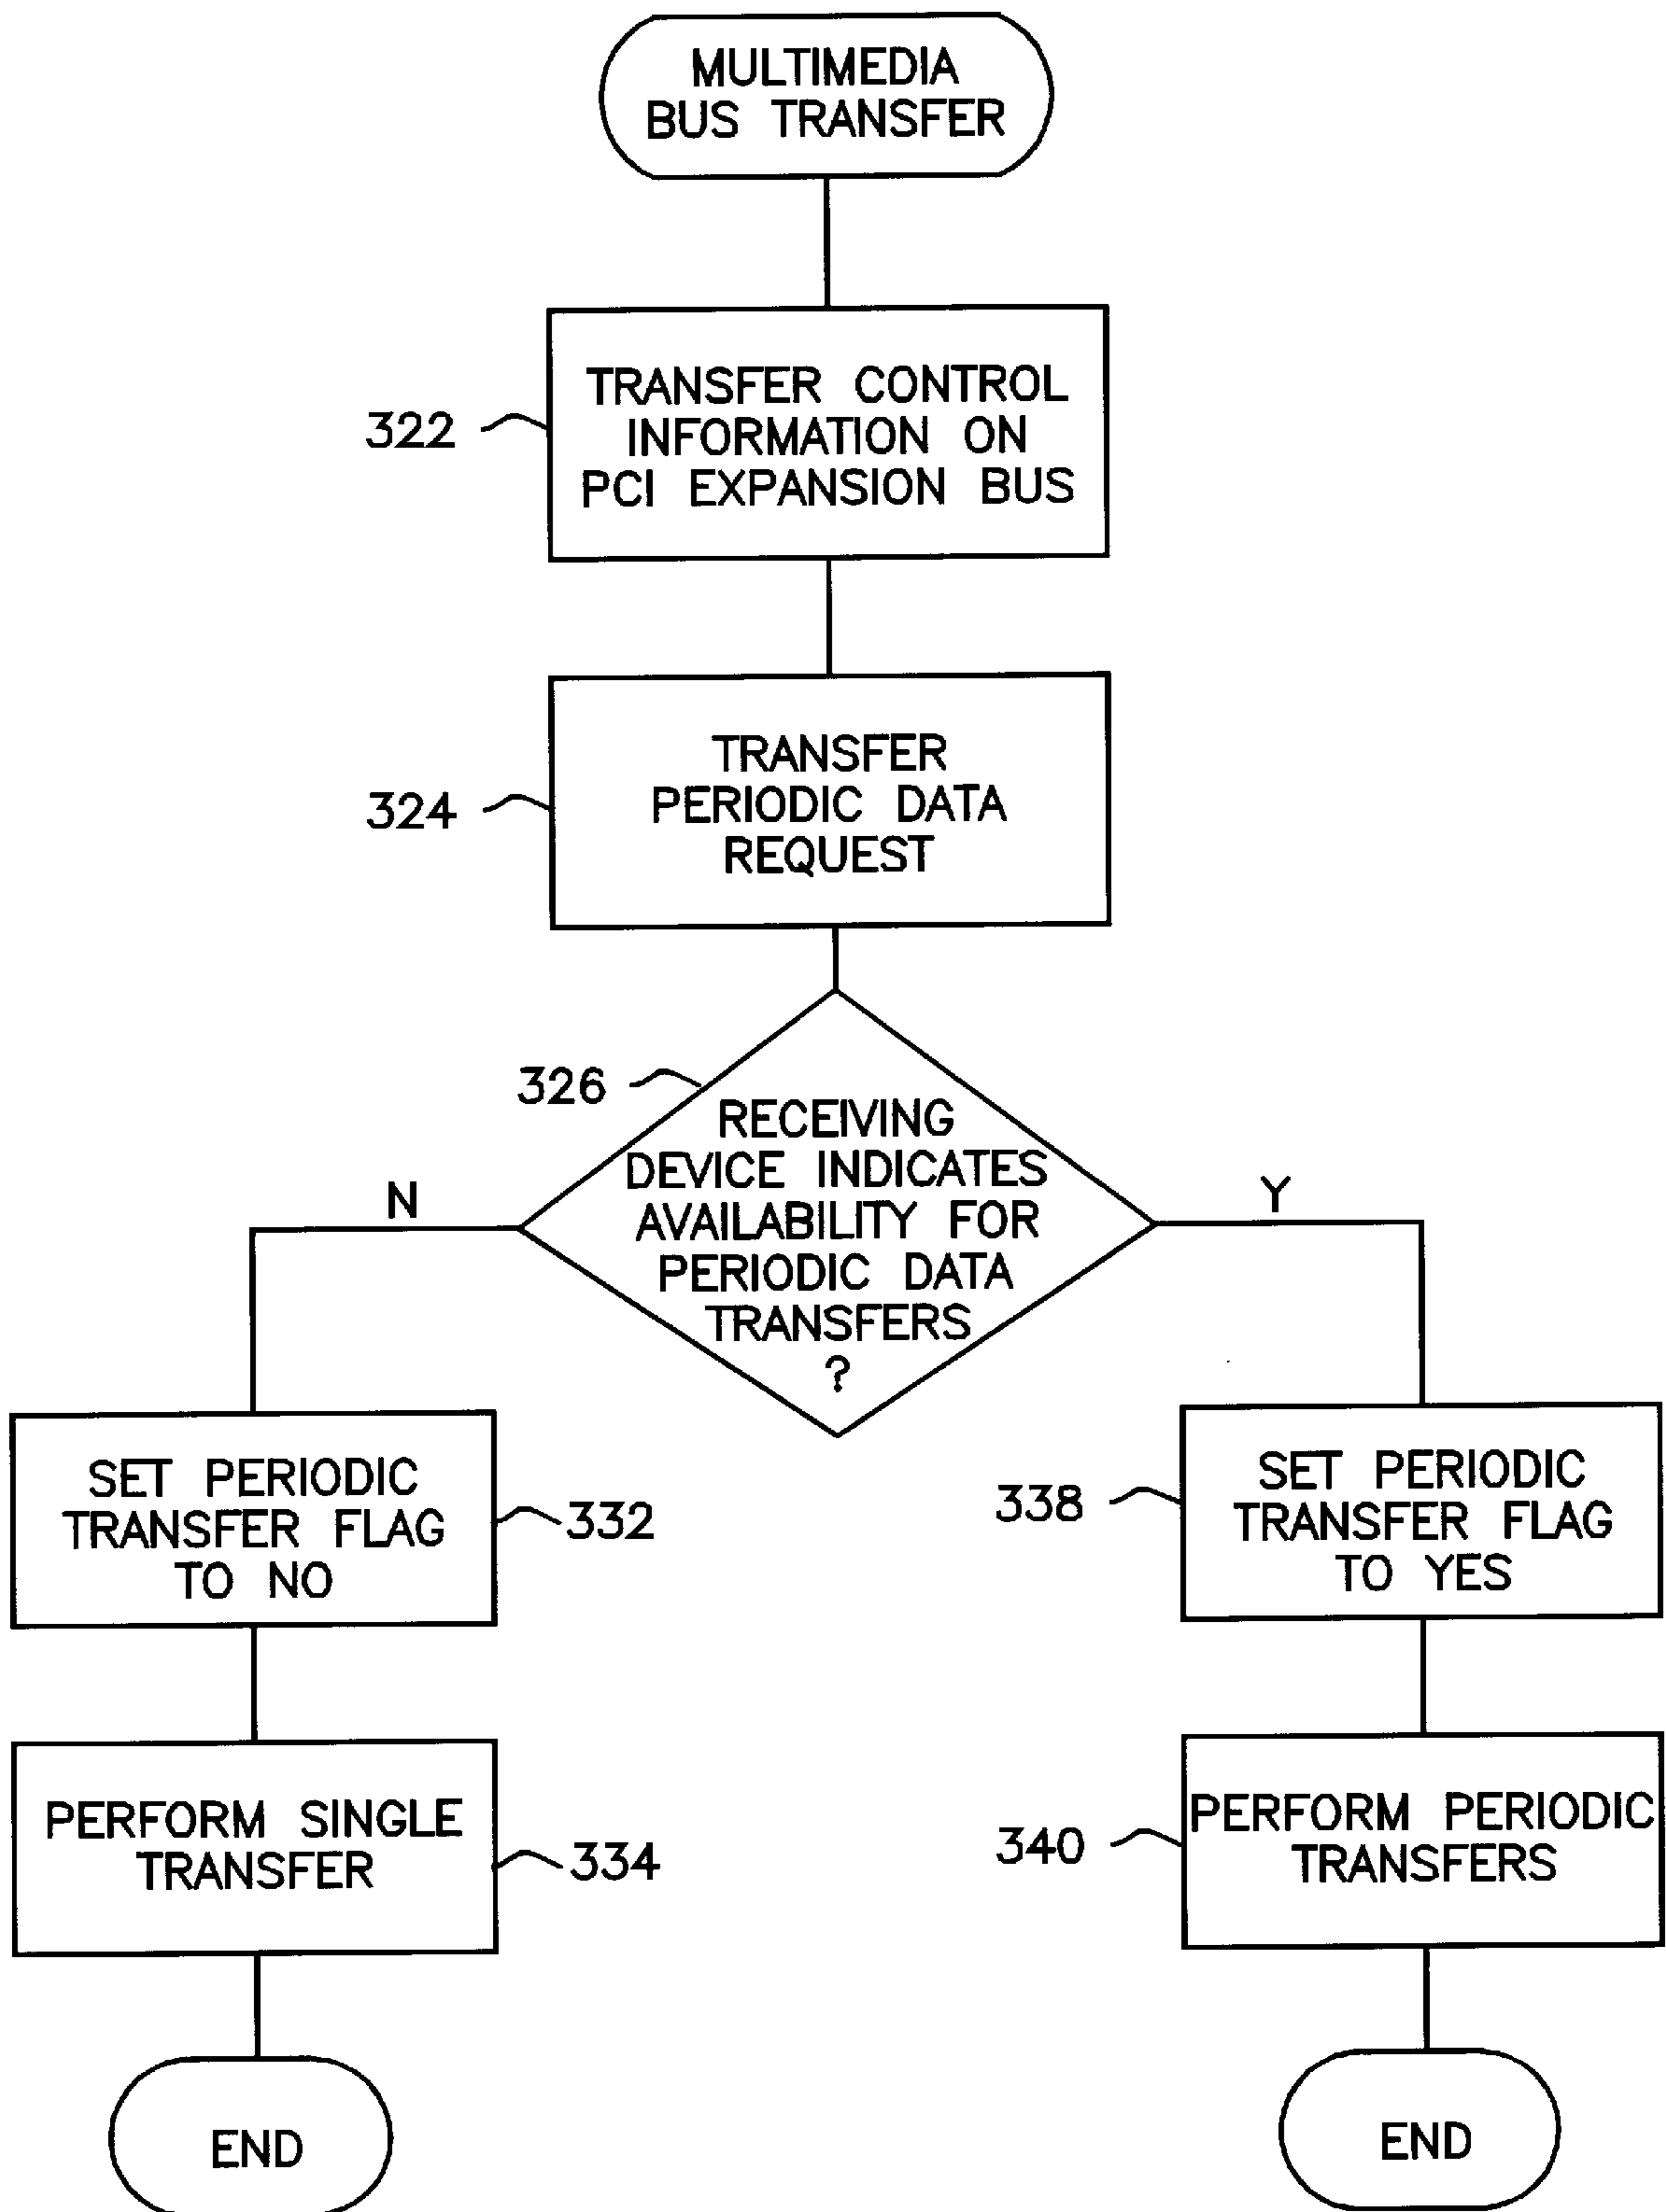 MULTIMEDIA
BUS TRANSFER
322
TRANSFER CONTROL
INFORMATION ON
PCI EXPANSION BUS
324
TRANSFER
PERIODIC DATA
REQUEST
326
RECEIVING
DEVICE INDICATES
AVAILABILITY FOR
PERIODIC DATA
TRANSFERS
?
N
Y
SET PERIODIC
TRANSFER FLAG
TO NO
332
338
SET PERIODIC
TRANSFER FLAG
TO YES
PERFORM SINGLE
TRANSFER
334
340
PERFORM PERIODIC
TRANSFERS
END
END